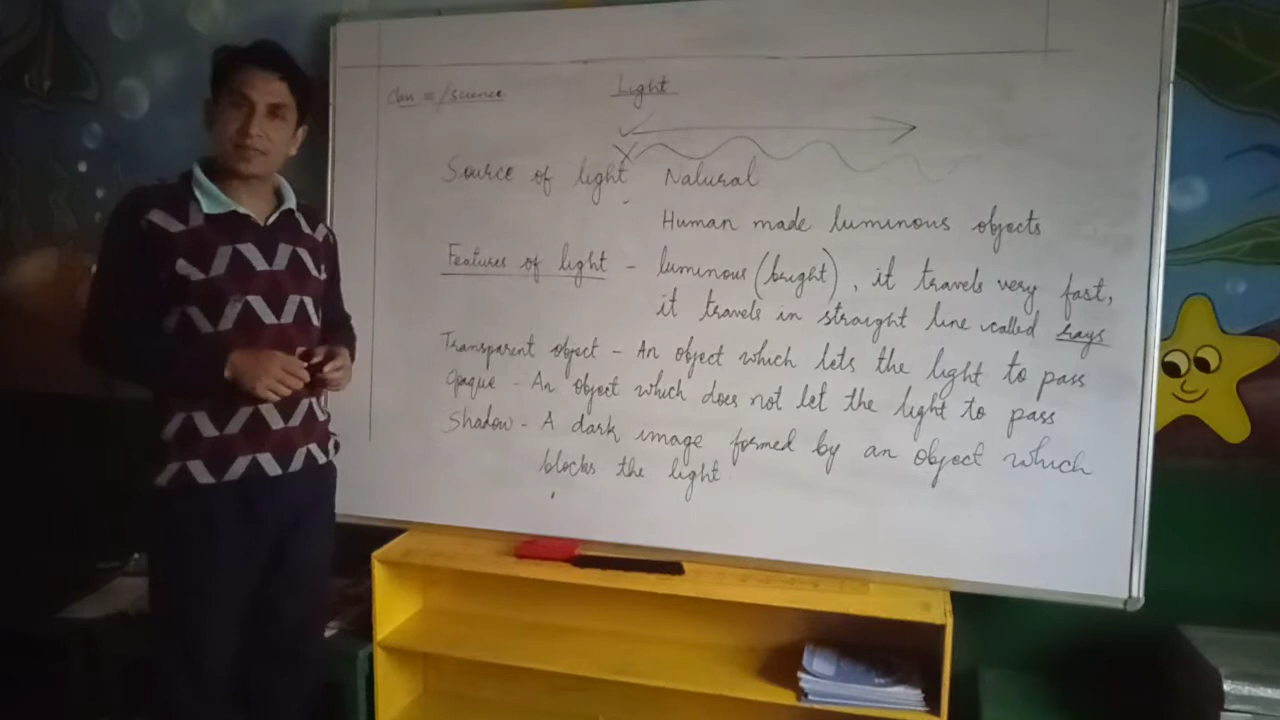 Class = /science
Light
Source of light Natural
Human made luminous objects
Features of light - luminous (bright), it travels very fast,
it travels in straight line called rays
Transparent object - An object which lets the light to pass
Opaque - An object which does not let the light to pass
Shadow - A dark image formed by an object which
blocks the light